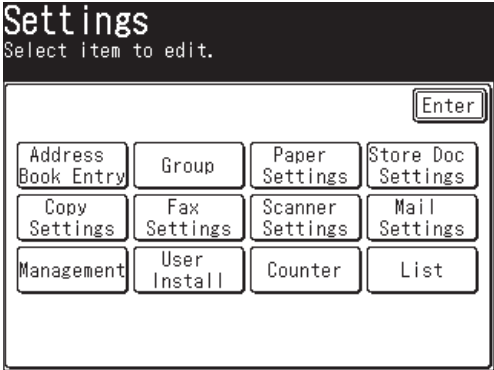 Settings
Select item to edit.
Enter
Address
Book Entry
Group
Paper
Settings
Store Doc
Settings
Copy
Settings
Fax
Settings
Scanner
Settings
Mail
Settings
Management
User
Install
Counter
List